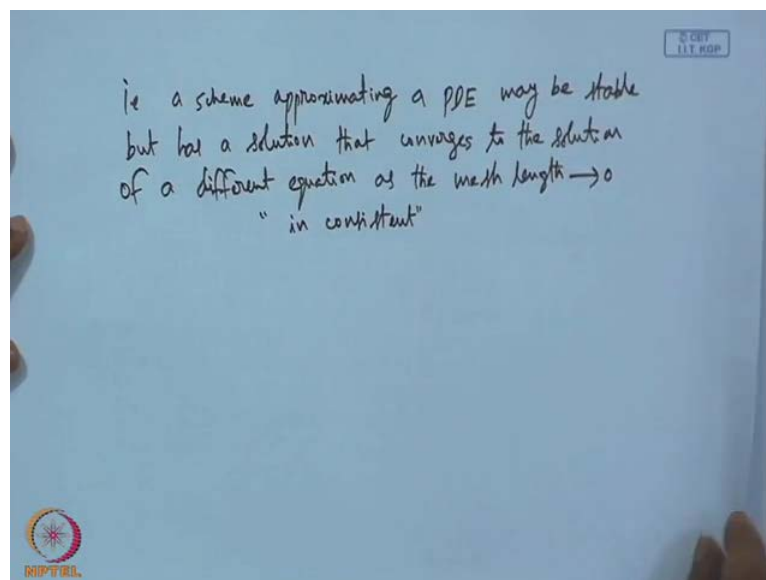 © CET
I.I.T. KGP
ie a scheme approximating a PDE may be stable
but has a solution that converges to the solution
of a different equation as the mesh length → 0
" in consistent"
NPTEL